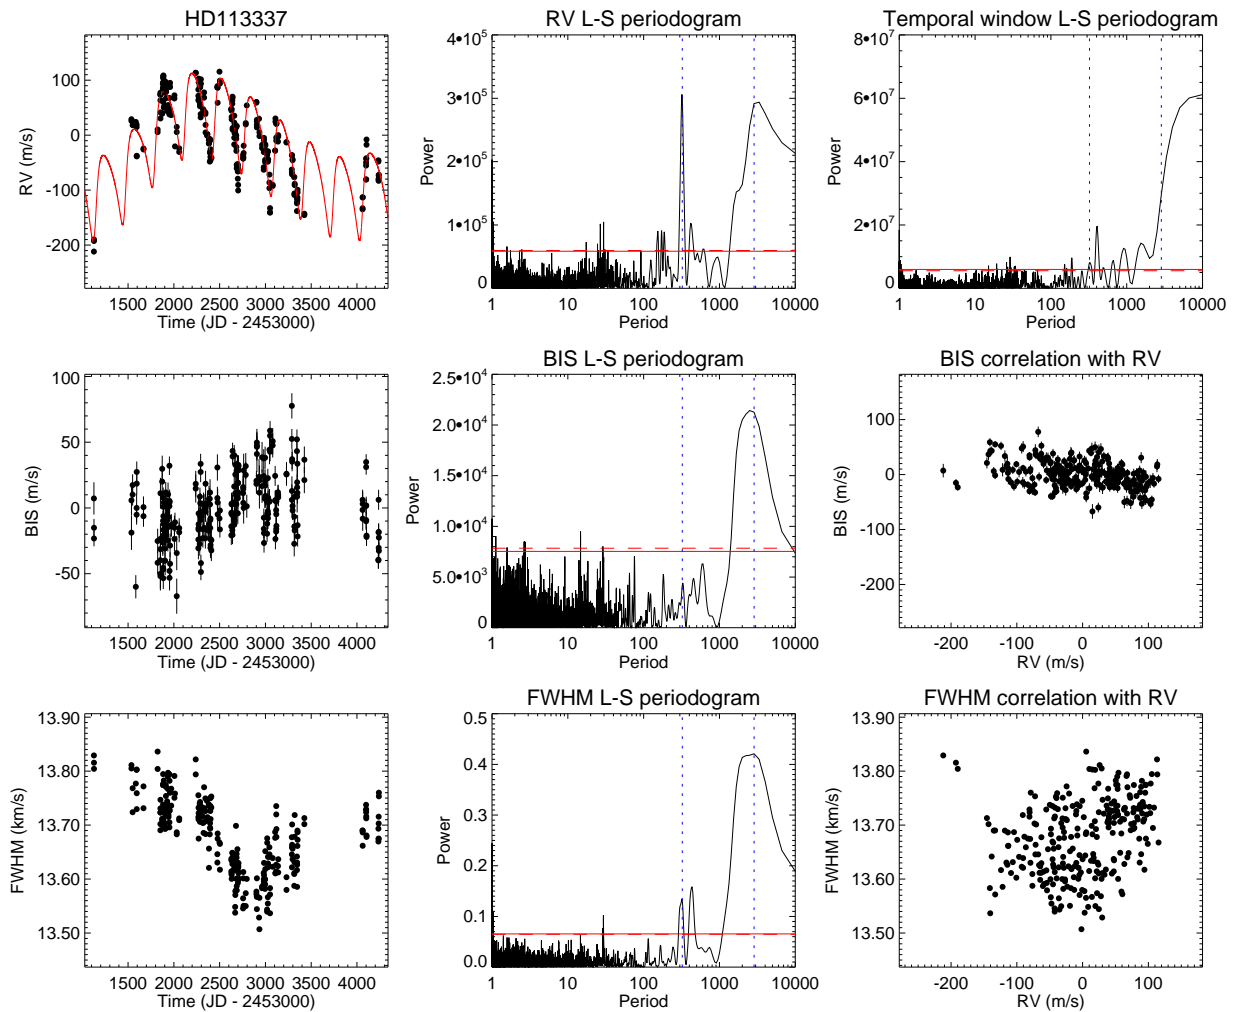 HD113337
RV (m/s)
100
0
-100
-200
1500 2000 2500 3000 3500 4000
Time (JD - 2453000)
RV L-S periodogram
Power
4•10⁵
3•10⁵
2•10⁵
1•10⁵
0
1 10 100 1000 10000
Period
Temporal window L-S periodogram
Power
8•10⁷
6•10⁷
4•10⁷
2•10⁷
0
1 10 100 1000 10000
Period
BIS (m/s)
100
50
0
-50
1500 2000 2500 3000 3500 4000
Time (JD - 2453000)
BIS L-S periodogram
Power
2.5•10⁴
2.0•10⁴
1.5•10⁴
1.0•10⁴
5.0•10³
0
1 10 100 1000 10000
Period
BIS correlation with RV
BIS (m/s)
100
0
-100
-200
-200 -100 0 100
RV (m/s)
FWHM (km/s)
13.90
13.80
13.70
13.60
13.50
1500 2000 2500 3000 3500 4000
Time (JD - 2453000)
FWHM L-S periodogram
Power
0.5
0.4
0.3
0.2
0.1
0.0
1 10 100 1000 10000
Period
FWHM correlation with RV
FWHM (km/s)
13.90
13.80
13.70
13.60
13.50
-200 -100 0 100
RV (m/s)